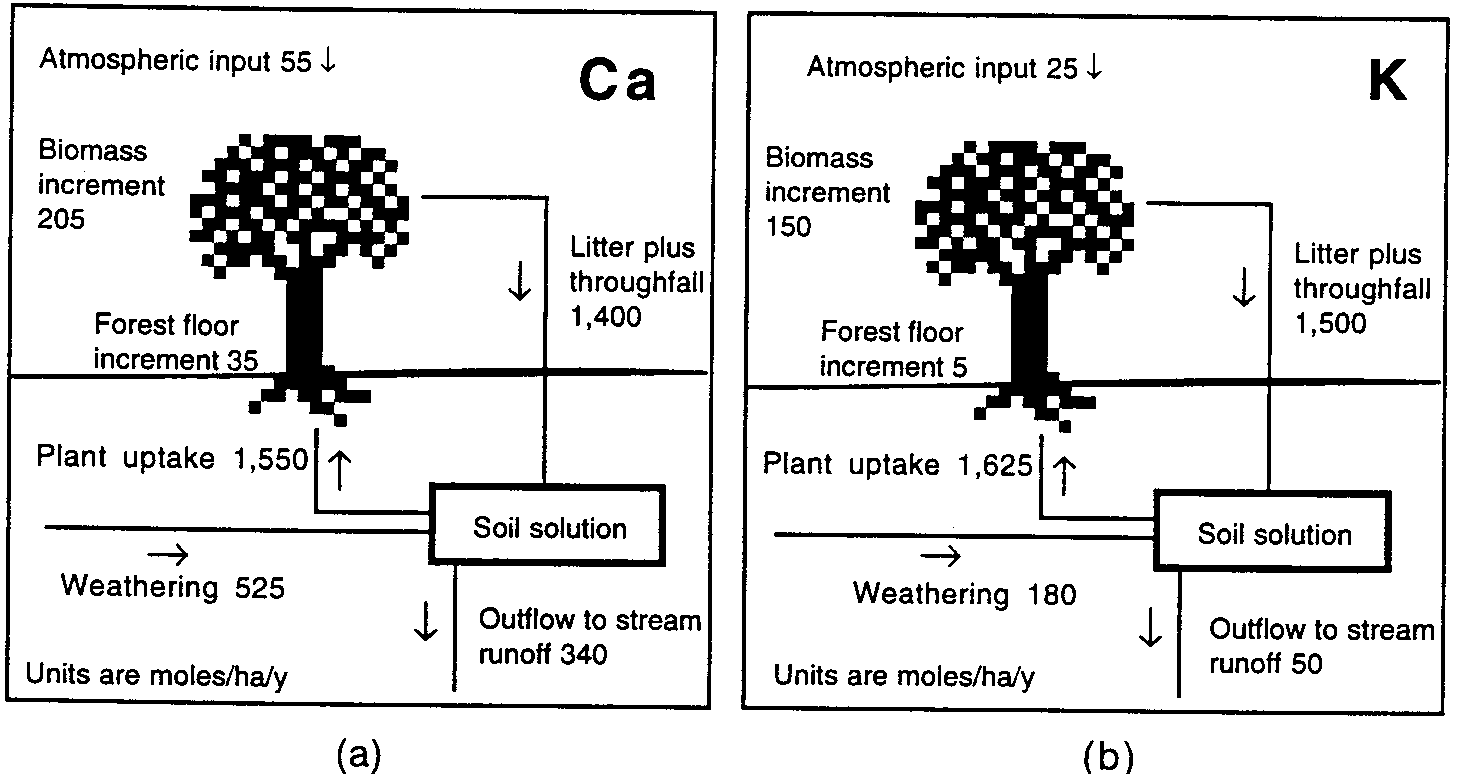 Atmospheric input 55 ↓
Ca
Biomass
increment
205
Litter plus
throughfall
1,400
Forest floor
increment 35
Plant uptake 1,550
Soil solution
Weathering 525
Outflow to stream
runoff 340
Units are moles/ha/y
(a)
Atmospheric input 25 ↓
K
Biomass
increment
150
Litter plus
throughfall
1,500
Forest floor
increment 5
Plant uptake 1,625
Soil solution
Weathering 180
Outflow to stream
runoff 50
Units are moles/ha/y
(b)